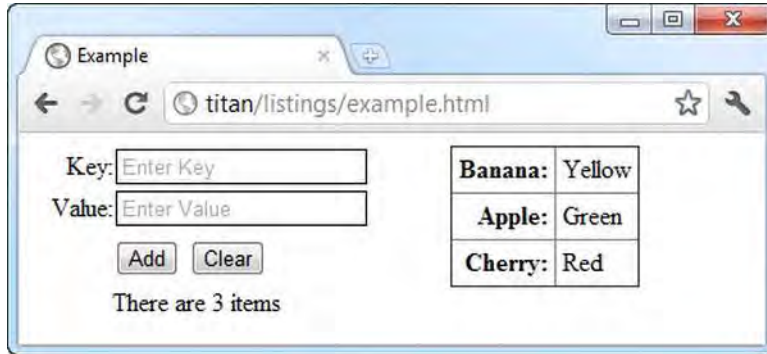 Example
titan/listings/example.html
Key: Enter Key
Value: Enter Value
Add Clear
There are 3 items
Banana: Yellow
Apple: Green
Cherry: Red